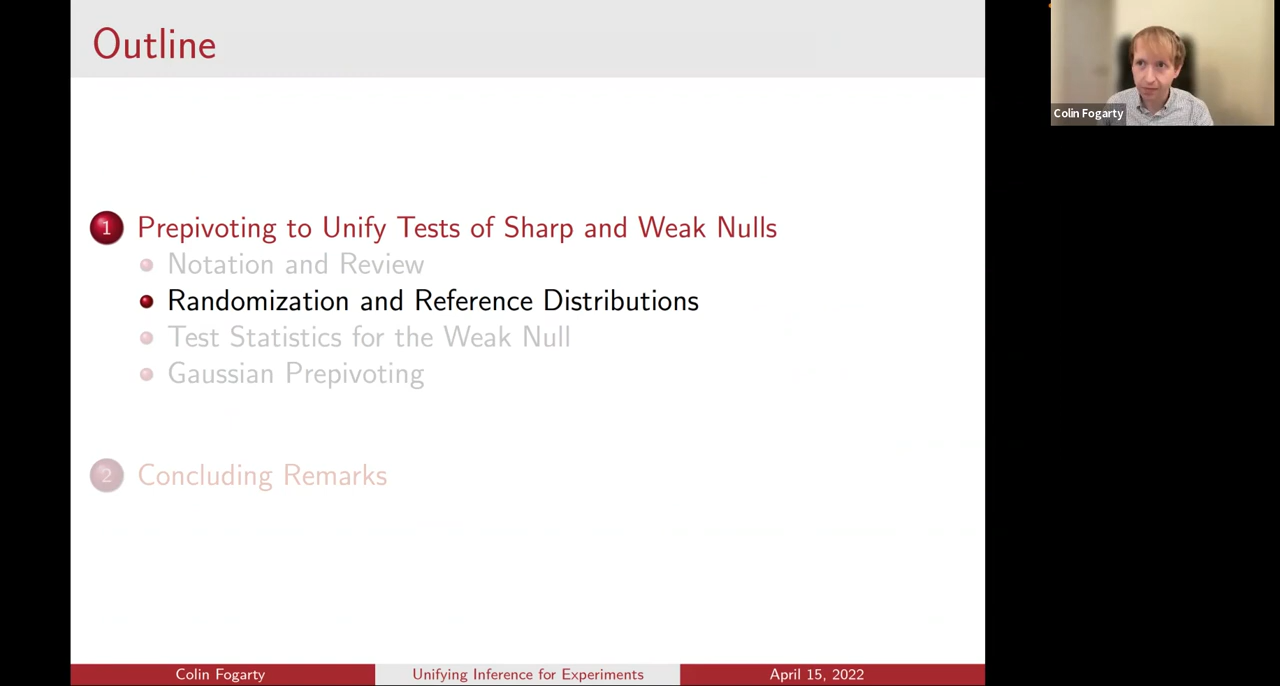 Outline
Colin Fogarty
1 Prepivoting to Unify Tests of Sharp and Weak Nulls
Notation and Review
Randomization and Reference Distributions
Test Statistics for the Weak Null
Gaussian Prepivoting
2 Concluding Remarks
Colin Fogarty Unifying Inference for Experiments April 15, 2022